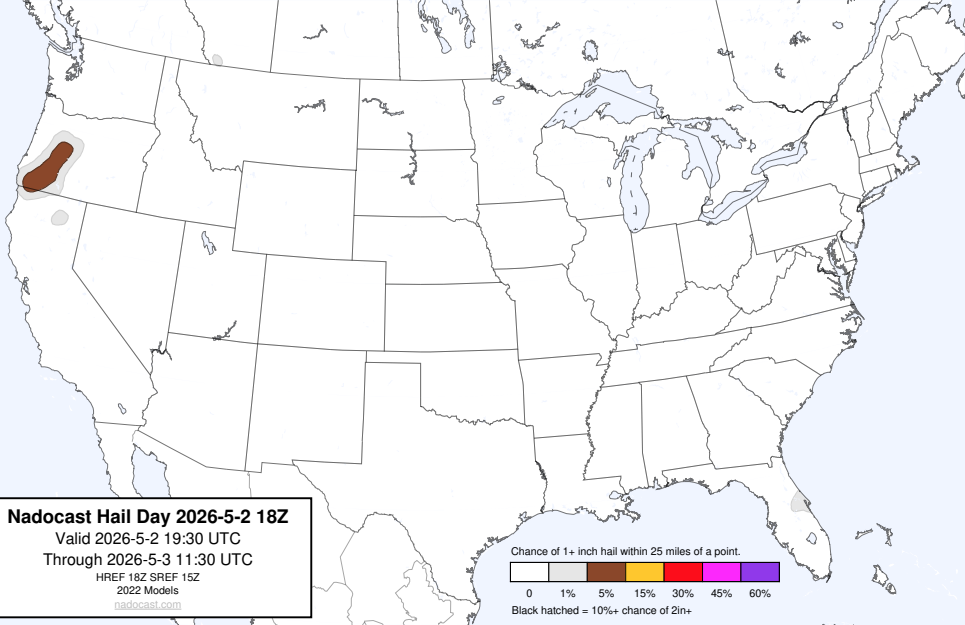 Nadocast Hail Day 2026-5-2 18Z
Valid 2026-5-2 19:30 UTC
Through 2026-5-3 11:30 UTC
HREF 18Z SREF 15Z
2022 Models
nadocast.com
Chance of 1+ inch hail within 25 miles of a point.
0 1% 5% 15% 30% 45% 60%
Black hatched = 10%+ chance of 2in+